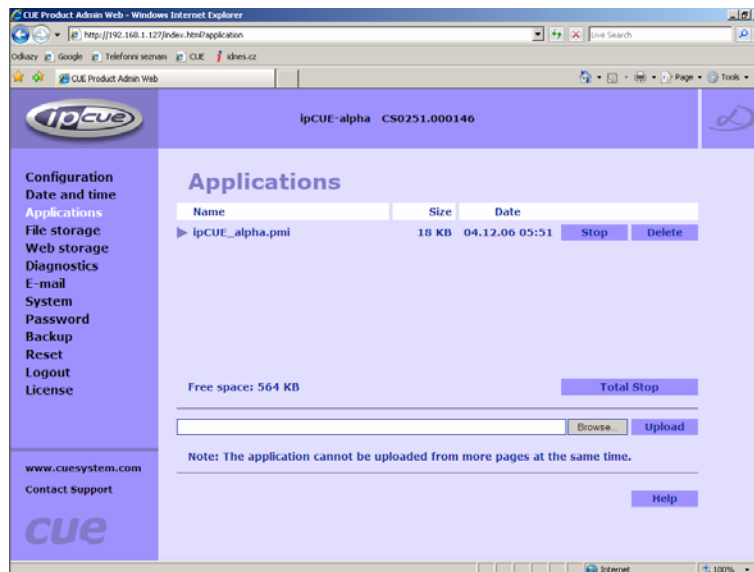 CUE Product Admin Web - Windows Internet Explorer
http://192.168.1.127/index.html?application
Live Search
Odkazy Google Telefonní seznam CUE idnes.cz
CUE Product Admin Web
Page Tools
ipcue
ipCUE-alpha CS0251.000146
Configuration
Date and time
Applications
File storage
Web storage
Diagnostics
E-mail
System
Password
Backup
Reset
Logout
License
www.cuesystem.com
Contact Support
cue
Applications
Name Size Date
ipCUE_alpha.pmi 18 KB 04.12.06 05:51 Stop Delete
Free space: 564 KB Total Stop
Browse... Upload
Note: The application cannot be uploaded from more pages at the same time.
Help
Internet 100%